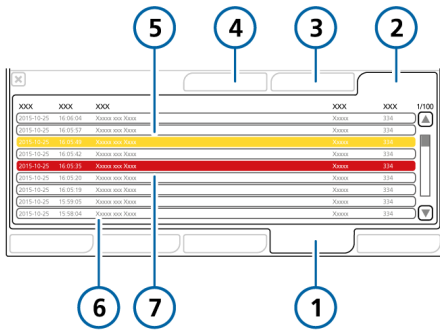 5 4 3 2
XXX XXX XXX XXX XXX 1/100
2015-10-25 16:06:04 Xxxxx xxx Xxxx Xxxxx 334
2015-10-25 16:05:57 Xxxxx xxx Xxxx Xxxxx 334
2015-10-25 16:05:49 Xxxxx xxx Xxxx Xxxxx 334
2015-10-25 16:05:42 Xxxxx xxx Xxxx Xxxxx 334
2015-10-25 16:05:35 Xxxxx xxx Xxxx Xxxxx 334
2015-10-25 16:05:20 Xxxxx xxx Xxxx Xxxxx 334
2015-10-25 16:05:19 Xxxxx xxx Xxxx Xxxxx 334
2015-10-25 15:59:05 Xxxxx xxx Xxxx Xxxxx 334
2015-10-25 15:58:04 Xxxxx xxx Xxxx Xxxxx 334
6 7 1